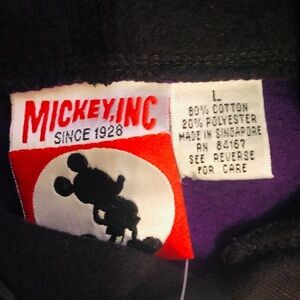 MICKEY, INC
SINCE 1928
L
80% COTTON
20% POLYESTER
MADE IN SINGAPORE
RN 84167
SEE REVERSE
FOR CARE